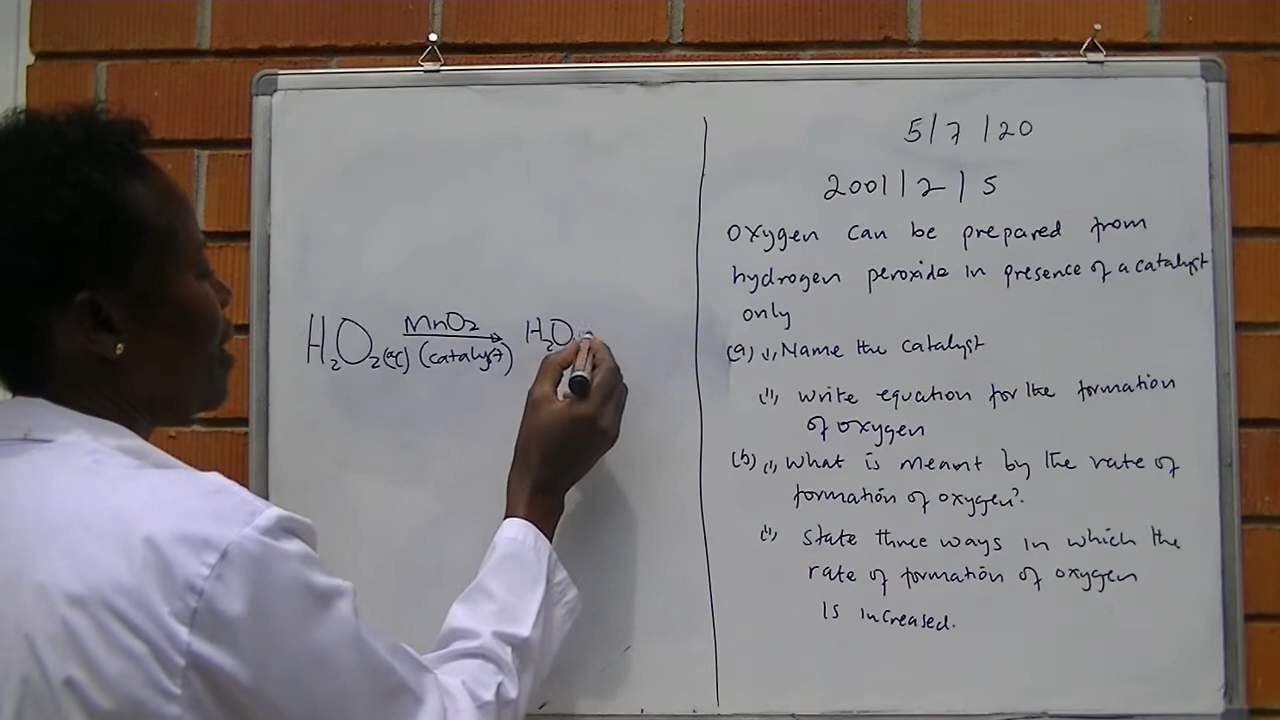 MnO2
H2O2(aq) (catalyst) H2O
5/7/20
2001/2/5
Oxygen can be prepared from
hydrogen peroxide in presence of a catalyst
only
(a) i, Name the catalyst
ii, write equation for the formation
of oxygen
(b) i, What is meant by the rate of
formation of oxygen?
ii, state three ways in which the
rate of formation of oxygen
is increased.